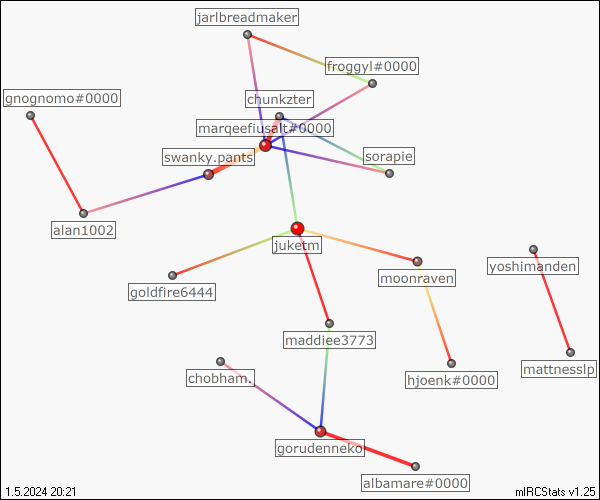 jarlbreadmaker
froggyl#0000
gnognomo#0000
chunkzter
marqeefiusalt#0000
swanky.pants
sorapie
alan1002
juketm
yoshimanden
moonraven
goldfire6444
maddiee3773
mattnesslp
chobham.
hjoenk#0000
gorudenneko
albamare#0000
1.5.2024 20:21
mIRCStats v1.25